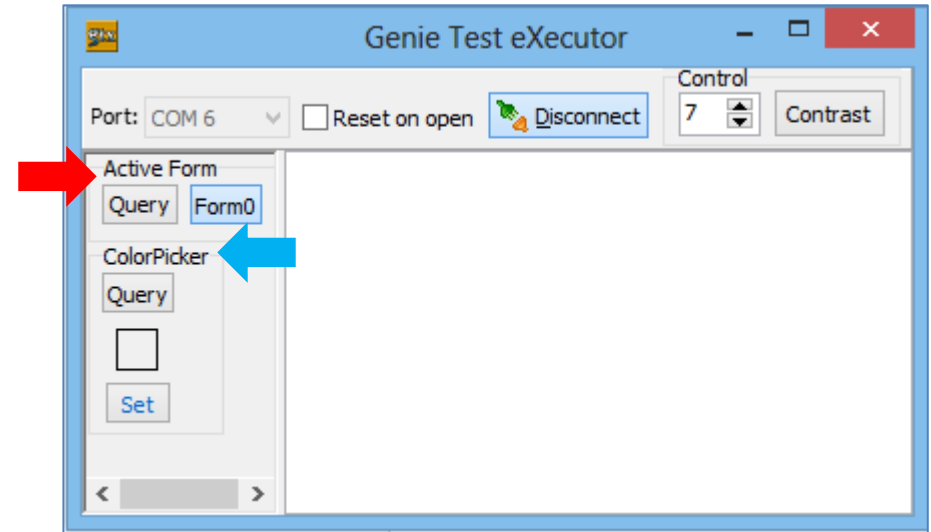 Genie Test eXecutor
Control
Port: COM 6 Reset on open Disconnect 7 Contrast
Active Form
Query Form0
ColorPicker
Query
Set